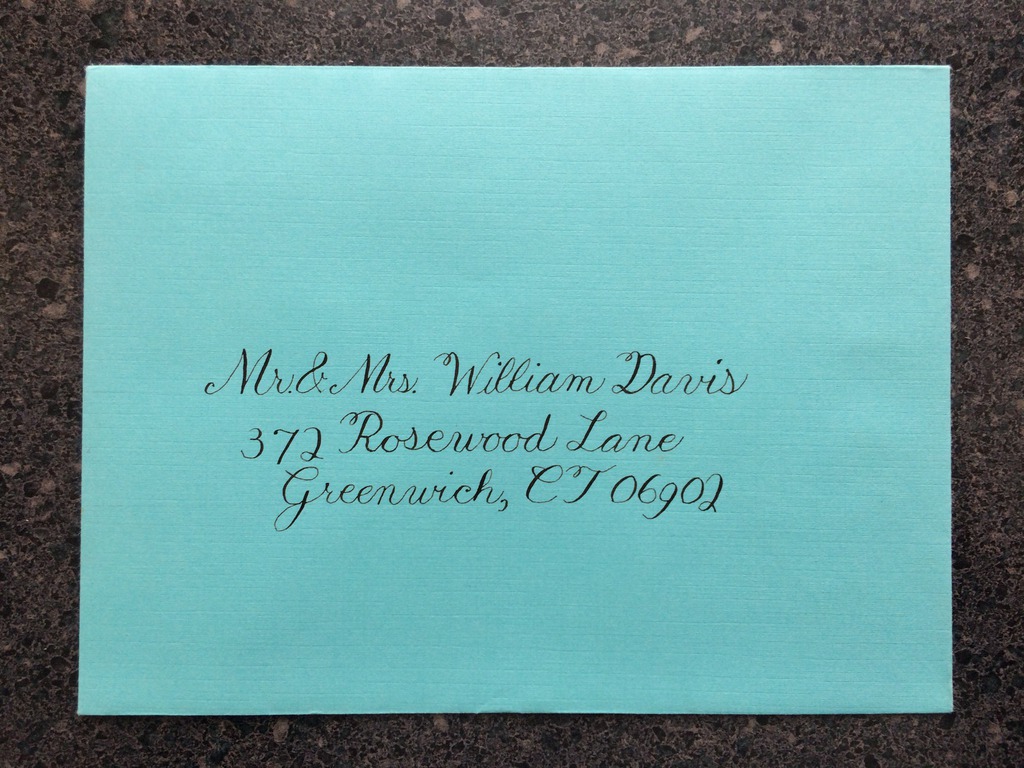 Mr. & Mrs. William Davis
372 Rosewood Lane
Greenwich, CT 06902